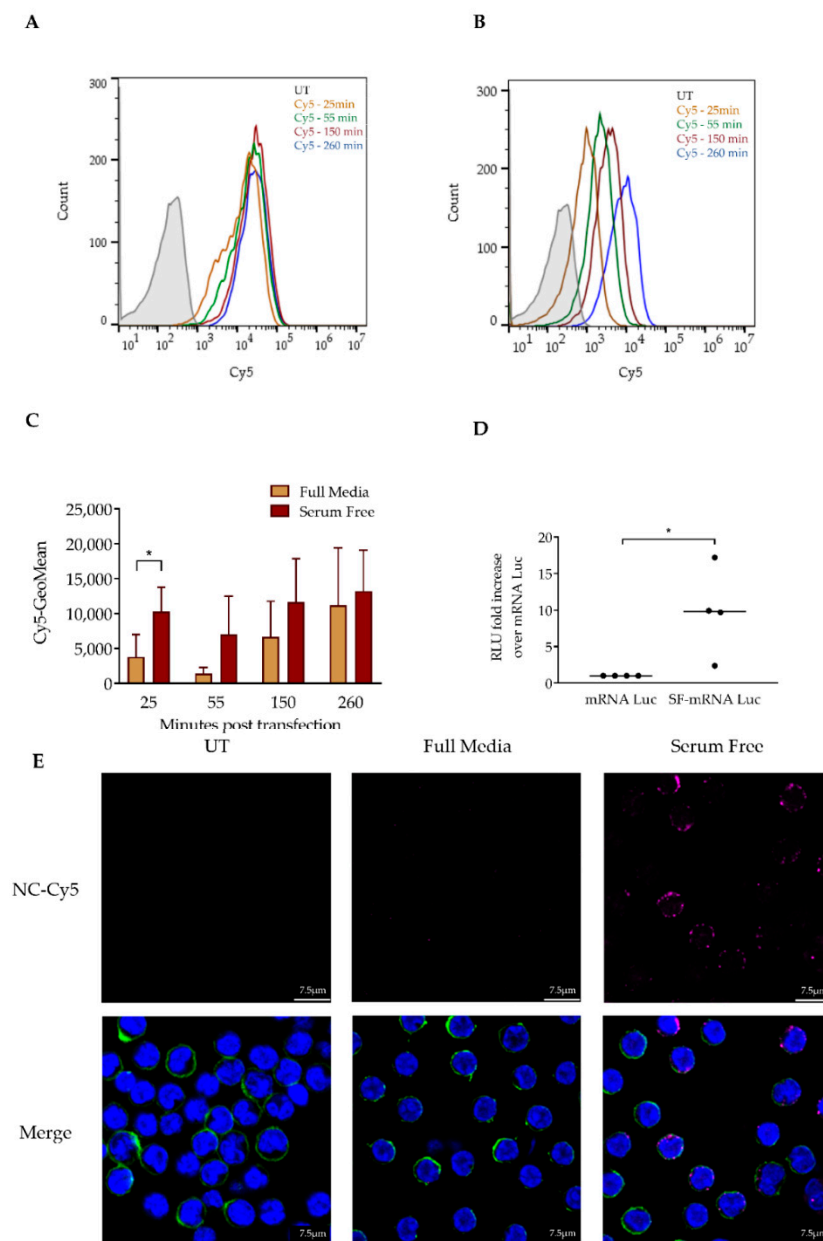 A
B
300
200
100
0
Count
UT
Cy5 - 25min
Cy5 - 55 min
Cy5 - 150 min
Cy5 - 260 min
10¹ 10² 10³ 10⁴ 10⁵ 10⁶ 10⁷
Cy5
300
250
200
150
100
50
0
Count
UT
Cy5 - 25min
Cy5 - 55 min
Cy5 - 150 min
Cy5 - 260 min
10¹ 10² 10³ 10⁴ 10⁵ 10⁶ 10⁷
Cy5
C
Full Media
Serum Free
25,000
20,000
15,000
10,000
5,000
0
Cy5-GeoMean
*
25 55 150 260
Minutes post transfection
D
*
20
15
10
5
0
RLU fold increase
over mRNA Luc
mRNA Luc SF-mRNA Luc
E
UT Full Media Serum Free
NC-Cy5
7.5µm 7.5µm 7.5µm
Merge
7.5µm 7.5µm 7.5µm